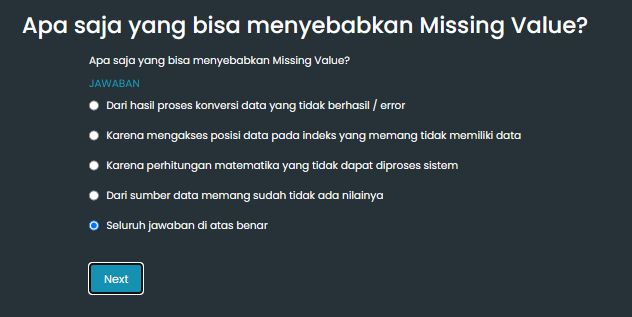 Apa saja yang bisa menyebabkan Missing Value?
Apa saja yang bisa menyebabkan Missing Value?
JAWABAN
Dari hasil proses konversi data yang tidak berhasil / error
Karena mengakses posisi data pada indeks yang memang tidak memiliki data
Karena perhitungan matematika yang tidak dapat diproses sistem
Dari sumber data memang sudah tidak ada nilainya
Seluruh jawaban di atas benar
Next